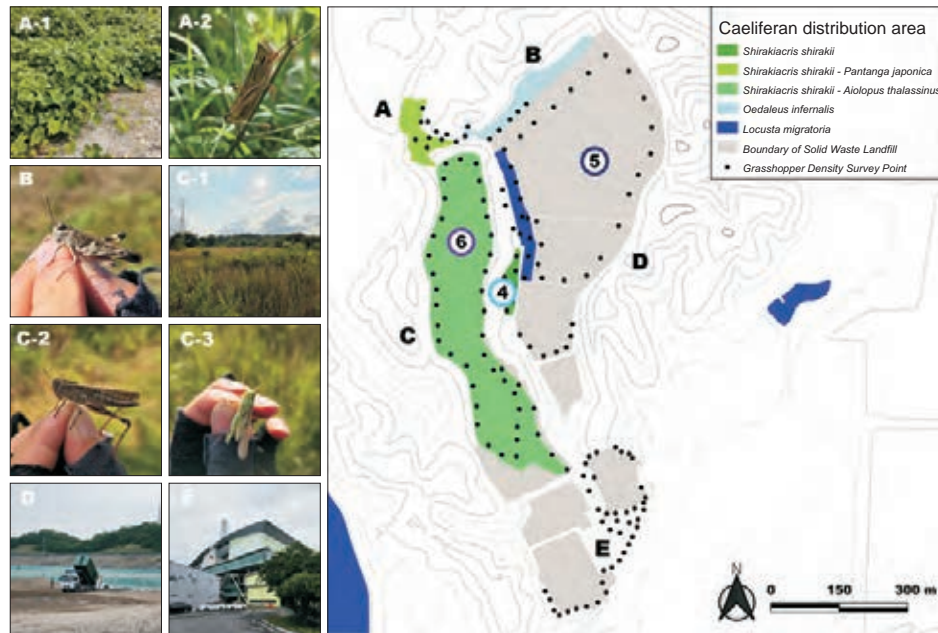 A-1
A-2
B
C-1
C-2
C-3
D
E
A
B
C
D
E
4
5
6
Caeliferan distribution area
Shirakiacris shirakii
Shirakiacris shirakii - Pantanga japonica
Shirakiacris shirakii - Aiolopus thalassinus
Oedaleus infernalis
Locusta migratoria
Boundary of Solid Waste Landfill
Grasshopper Density Survey Point
N
0 150 300 m